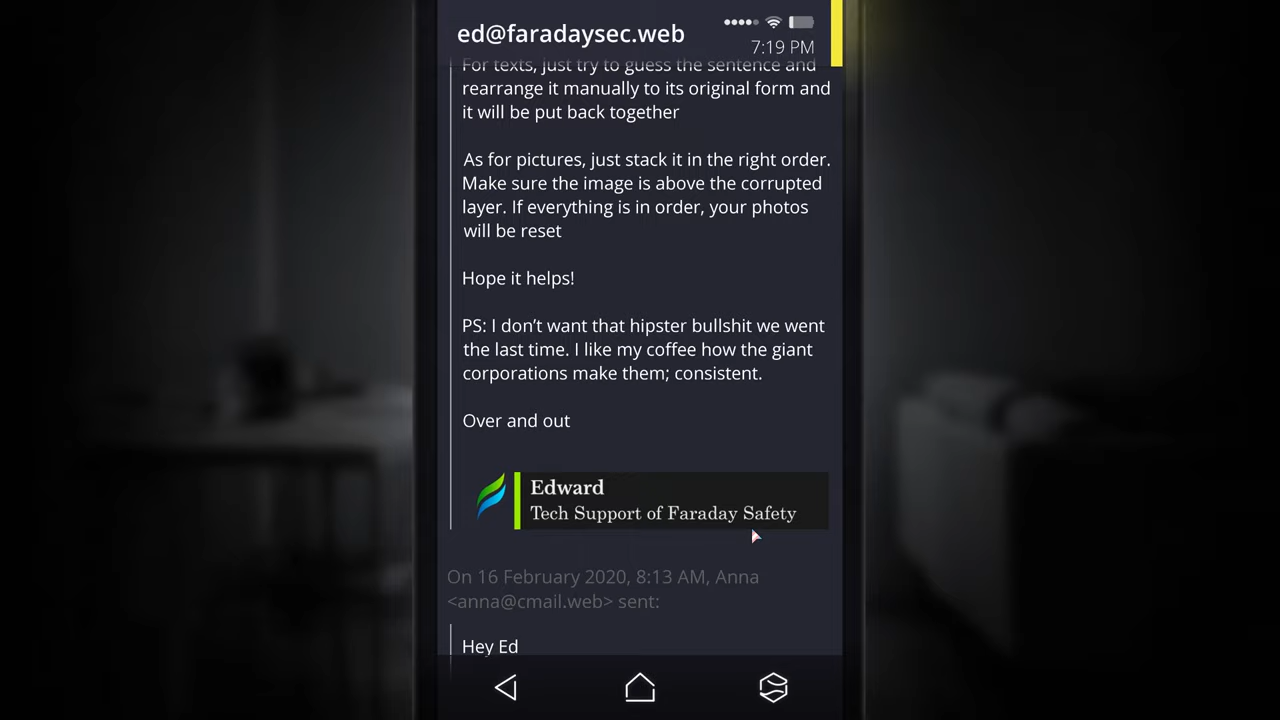 ed@faradaysec.web
7:19 PM
For texts, just try to guess the sentence and
rearrange it manually to its original form and
it will be put back together
As for pictures, just stack it in the right order.
Make sure the image is above the corrupted
layer. If everything is in order, your photos
will be reset
Hope it helps!
PS: I don’t want that hipster bullshit we went
the last time. I like my coffee how the giant
corporations make them; consistent.
Over and out
Edward
Tech Support of Faraday Safety
On 16 February 2020, 8:13 AM, Anna
<anna@cmail.web> sent:
Hey Ed